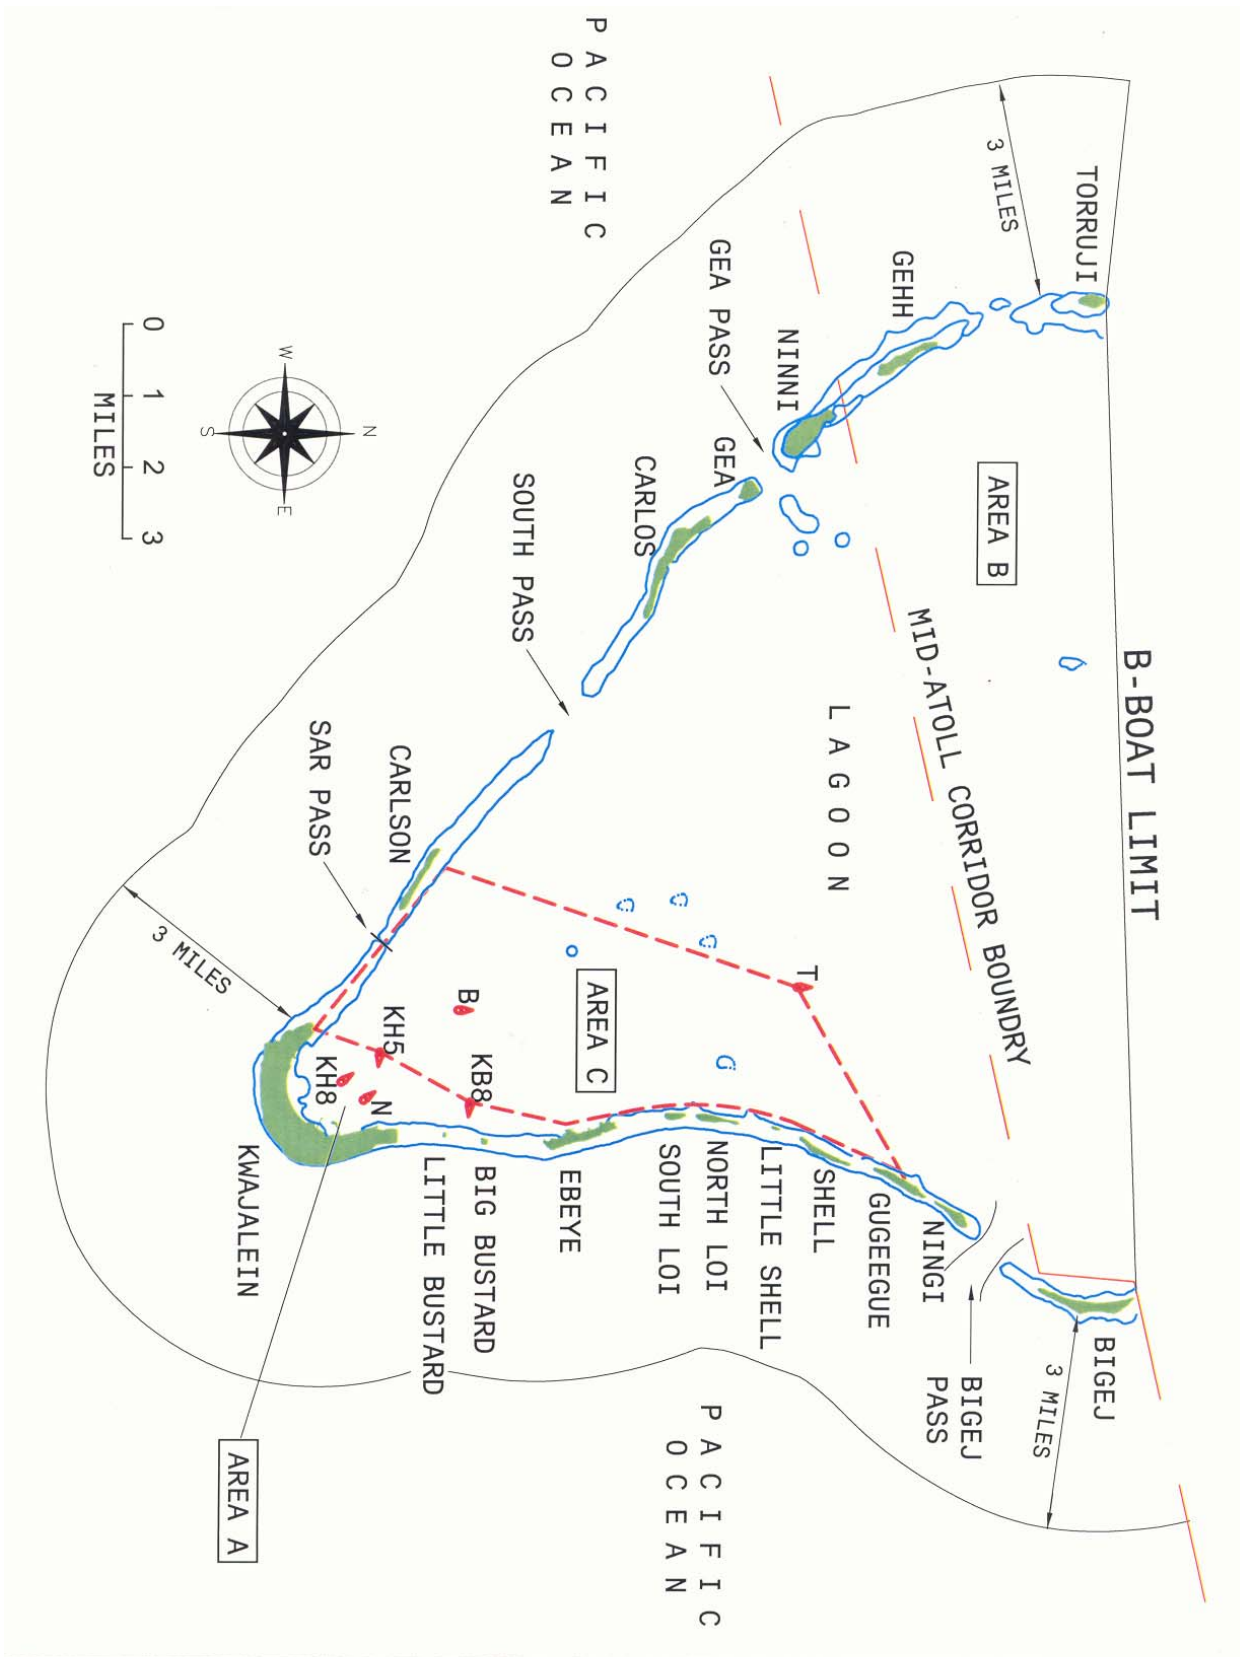 B-BOAT LIMIT
TORRUJI
3 MILES
AREA B
MID-ATOLL CORRIDOR BOUNDRY
BIGEJ
3 MILES
BIGEJ
PASS
GEHH
NINNI
GEA PASS
GEA
CARLOS
LAGOON
T
NINGI
GUGEEGUE
SHELL
LITTLE SHELL
NORTH LOI
SOUTH LOI
PACIFIC
OCEAN
PACIFIC
OCEAN
SOUTH PASS
AREA C
EBEYE
B
KB8
BIG BUSTARD
LITTLE BUSTARD
CARLSON
SAR PASS
KH5
N
KH8
3 MILES
KWAJALEIN
AREA A
N
W
E
S
0 1 2 3
MILES